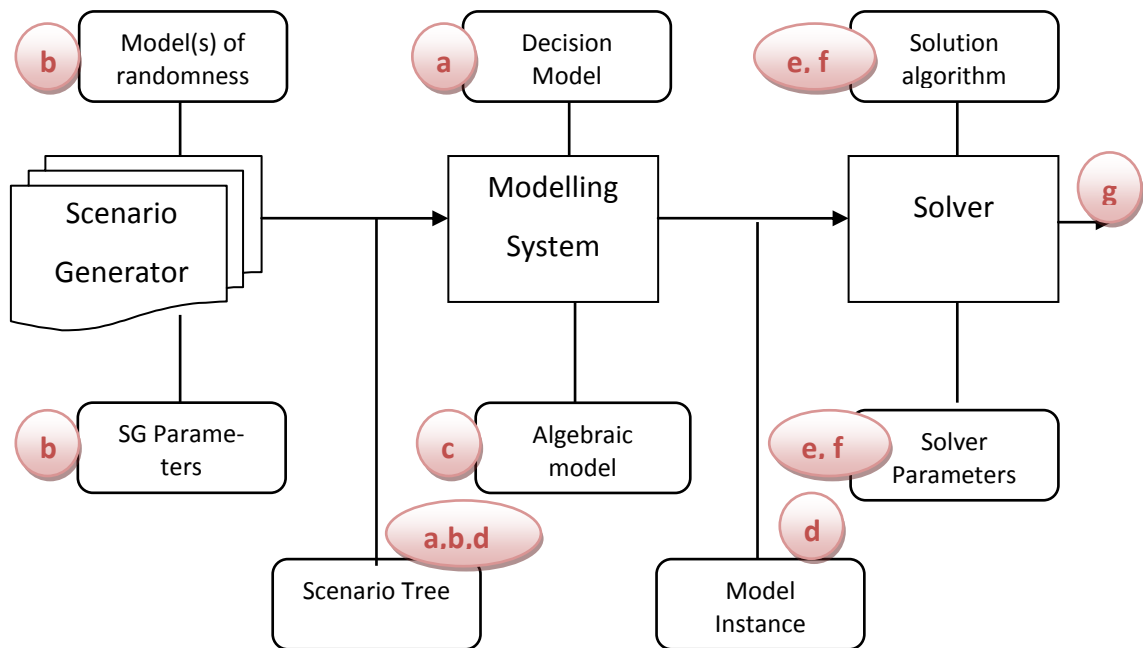 b
Model(s) of
randomness
a
Decision
Model
e, f
Solution
algorithm
Scenario
Generator
Modelling
System
Solver
g
b
SG Parame-
ters
c
Algebraic
model
e, f
Solver
Parameters
a,b,d
Scenario Tree
d
Model
Instance